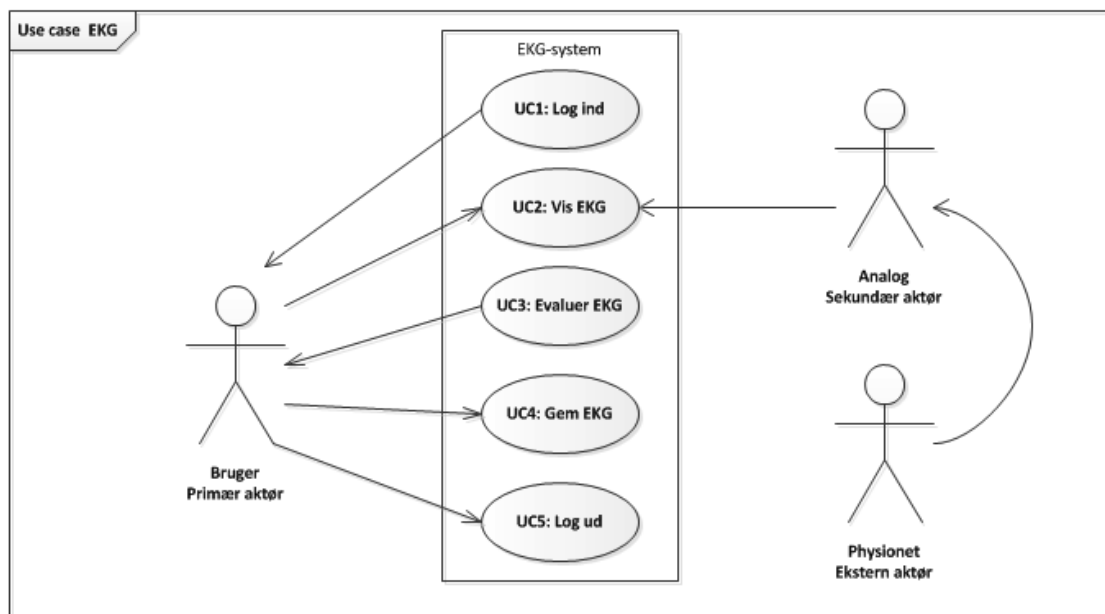 Use case EKG
EKG-system
UC1: Log ind
UC2: Vis EKG
UC3: Evaluer EKG
UC4: Gem EKG
UC5: Log ud
Bruger
Primær aktør
Analog
Sekundær aktør
Physionet
Ekstern aktør